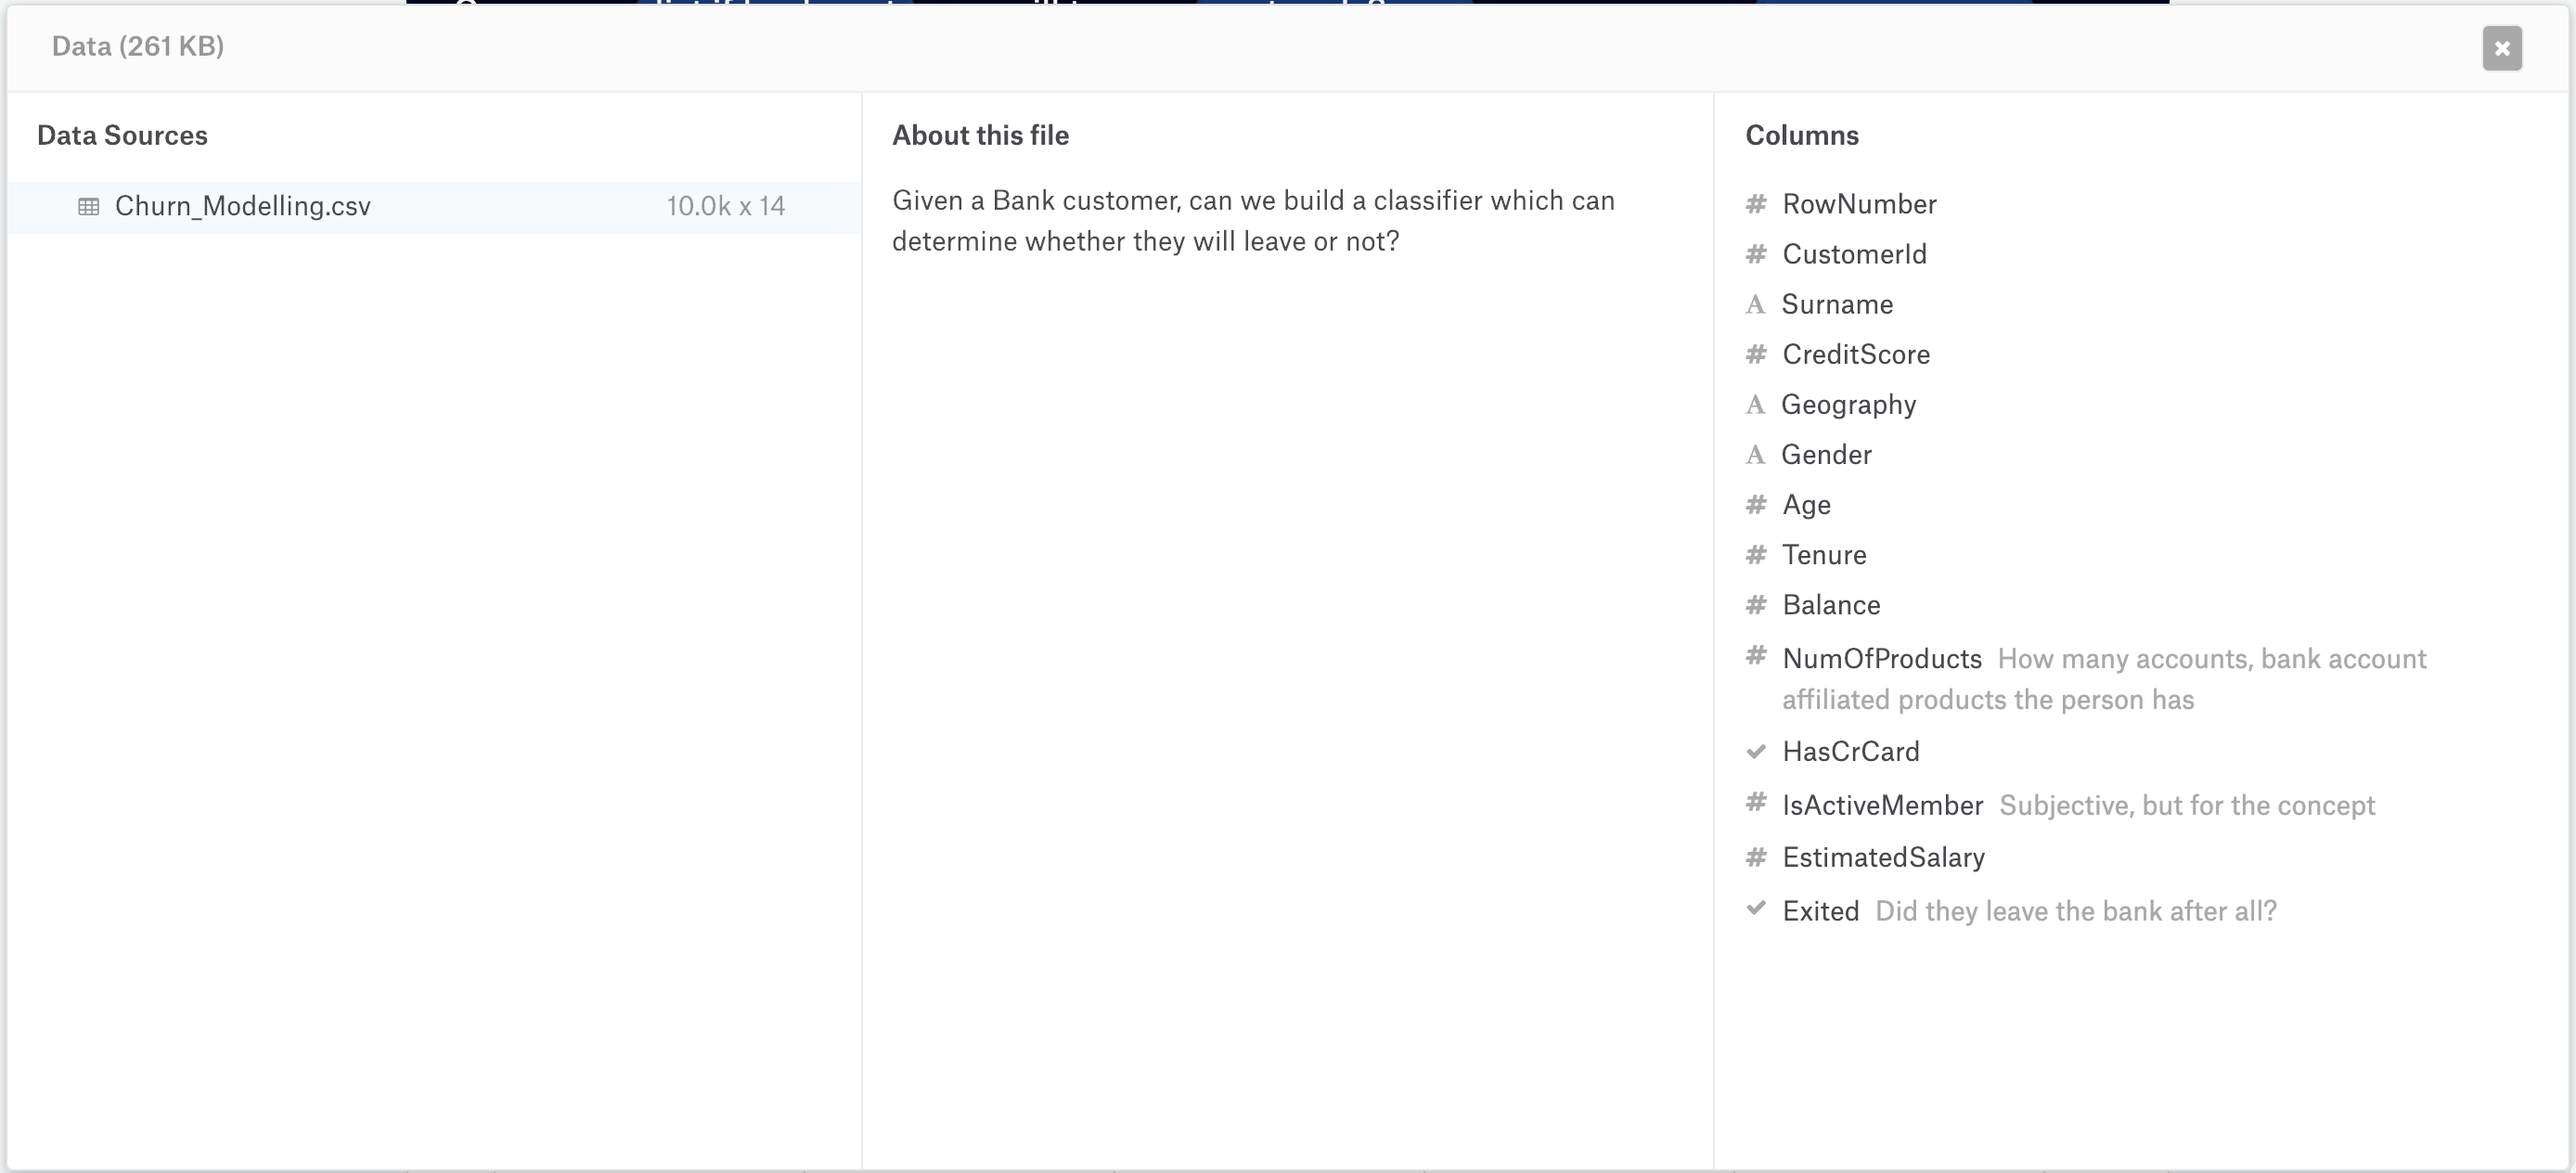 Data (261 KB)
Data Sources
Churn_Modelling.csv 10.0k x 14
About this file
Given a Bank customer, can we build a classifier which can
determine whether they will leave or not?
Columns
# RowNumber
# CustomerId
A Surname
# CreditScore
A Geography
A Gender
# Age
# Tenure
# Balance
# NumOfProducts How many accounts, bank account
affiliated products the person has
HasCrCard
# IsActiveMember Subjective, but for the concept
# EstimatedSalary
Exited Did they leave the bank after all?